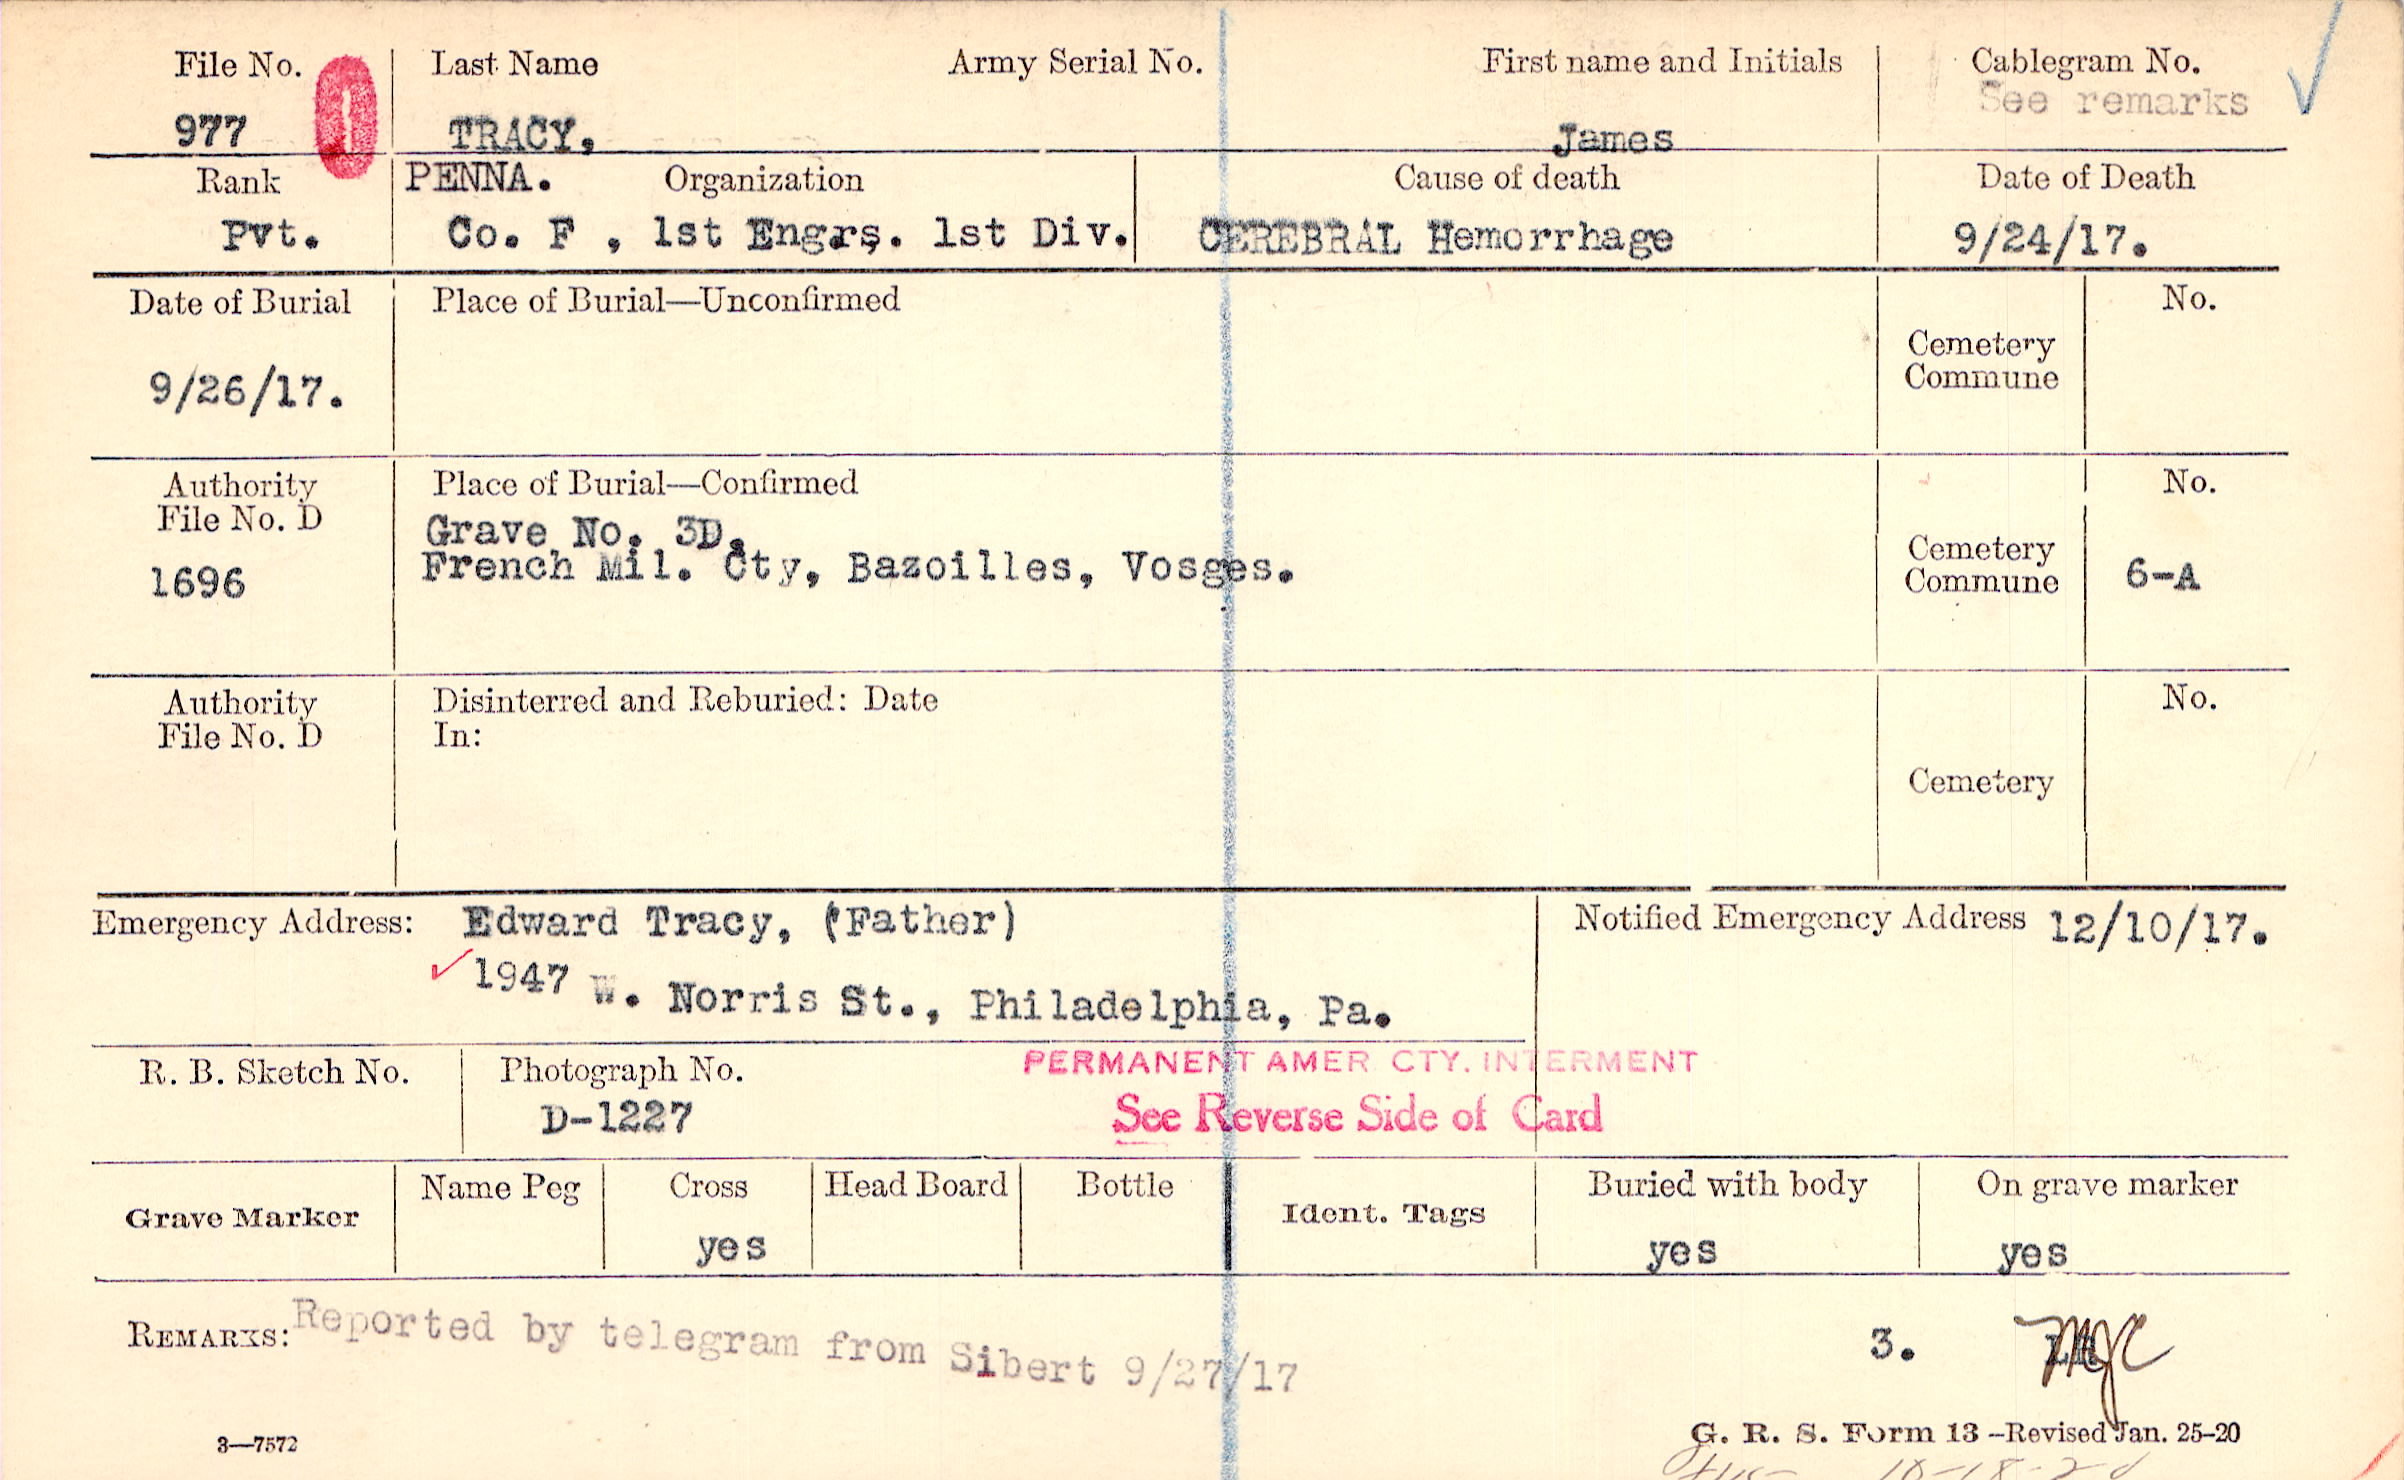 File No. Last Name Army Serial No. First name and Initials Cablegram No.
See remarks
977 1 TRACY, James
Rank PENNA. Organization Cause of death Date of Death
Pvt. Co. F , 1st Engrs. 1st Div. CEREBRAL Hemorrhage 9/24/17.
Date of Burial Place of Burial—Unconfirmed No.
Cemetery
Commune
9/26/17.
Authority Place of Burial—Confirmed No.
File No. D Grave No. 3D.
1696 French Mil. Cty, Bazoilles, Vosges. Cemetery
Commune 6-A
Authority Disinterred and Reburied: Date No.
File No. D In:
Cemetery
Emergency Address: Edward Tracy, (Father) Notified Emergency Address 12/10/17.
1947 W. Norris St., Philadelphia, Pa.
R. B. Sketch No. Photograph No. PERMANENT AMER CTY. INTERMENT
D-1227 See Reverse Side of Card
Grave Marker Name Peg Cross Head Board Bottle Ident. Tags Buried with body On grave marker
yes yes yes
REMARKS: Reported by telegram from Sibert 9/27/17 3. MJC
3—7572 G. R. S. Form 13 -Revised Jan. 25-20